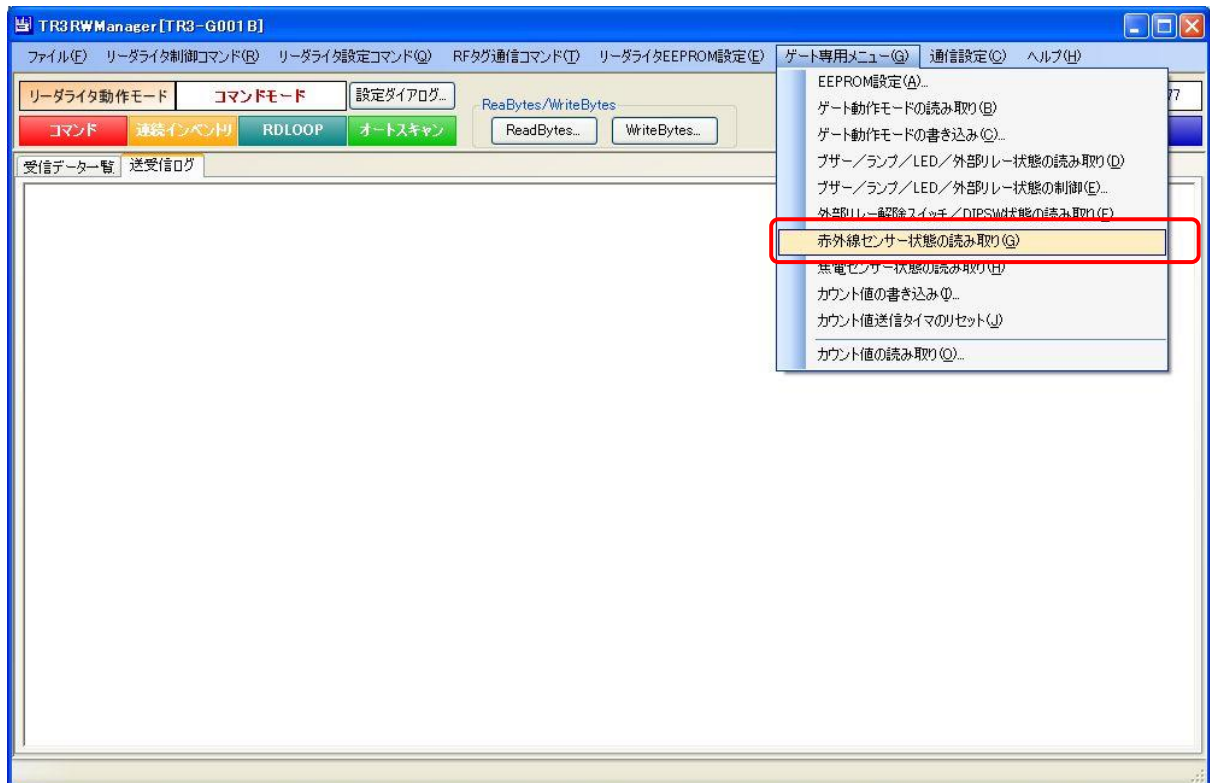 TR3RWManager[TR3-G001B]
ファイル(F) リーダライタ制御コマンド(R) リーダライタ設定コマンド(Q) RFタグ通信コマンド(T) リーダライタEEPROM設定(E) ゲート専用メニュー(G) 通信設定(C) ヘルプ(H)
リーダライタ動作モード コマンドモード 設定ダイアログ... ReaBytes/WriteBytes 77
コマンド 連続インベントリ RDLOOP オートスキャン ReadBytes... WriteBytes...
受信データ一覧 送受信ログ
EEPROM設定(A)...
ゲート動作モードの読み取り(B)
ゲート動作モードの書き込み(C)...
ブザー／ランプ／LED／外部リレー状態の読み取り(D)
ブザー／ランプ／LED／外部リレー状態の制御(E)...
外部リレー解除スイッチ／DIPSW状態の読み取り(F)
赤外線センサー状態の読み取り(G)
焦電センサー状態の読み取り(H)
カウント値の書き込み(I)...
カウント値送信タイマのリセット(J)
カウント値の読み取り(O)...